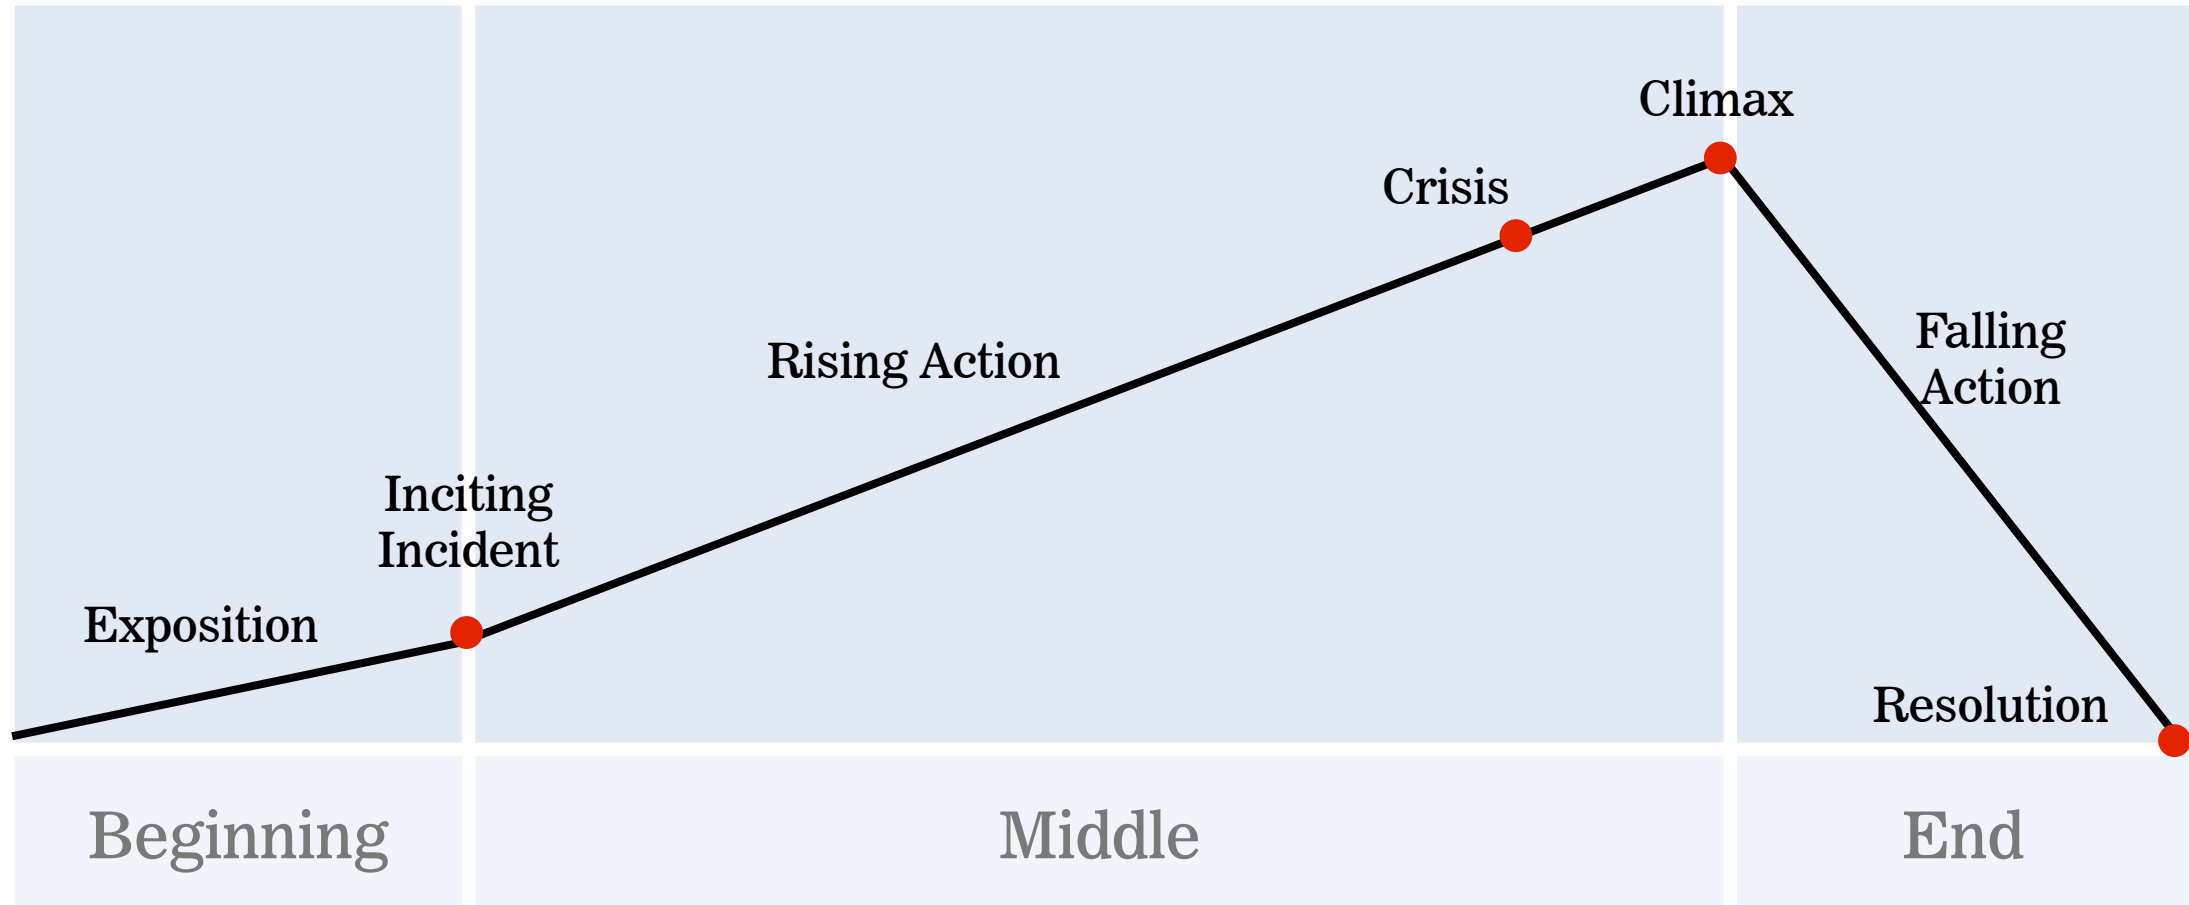 Climax
Crisis
Falling
Action
Rising Action
Inciting
Incident
Exposition
Resolution
Beginning
Middle
End